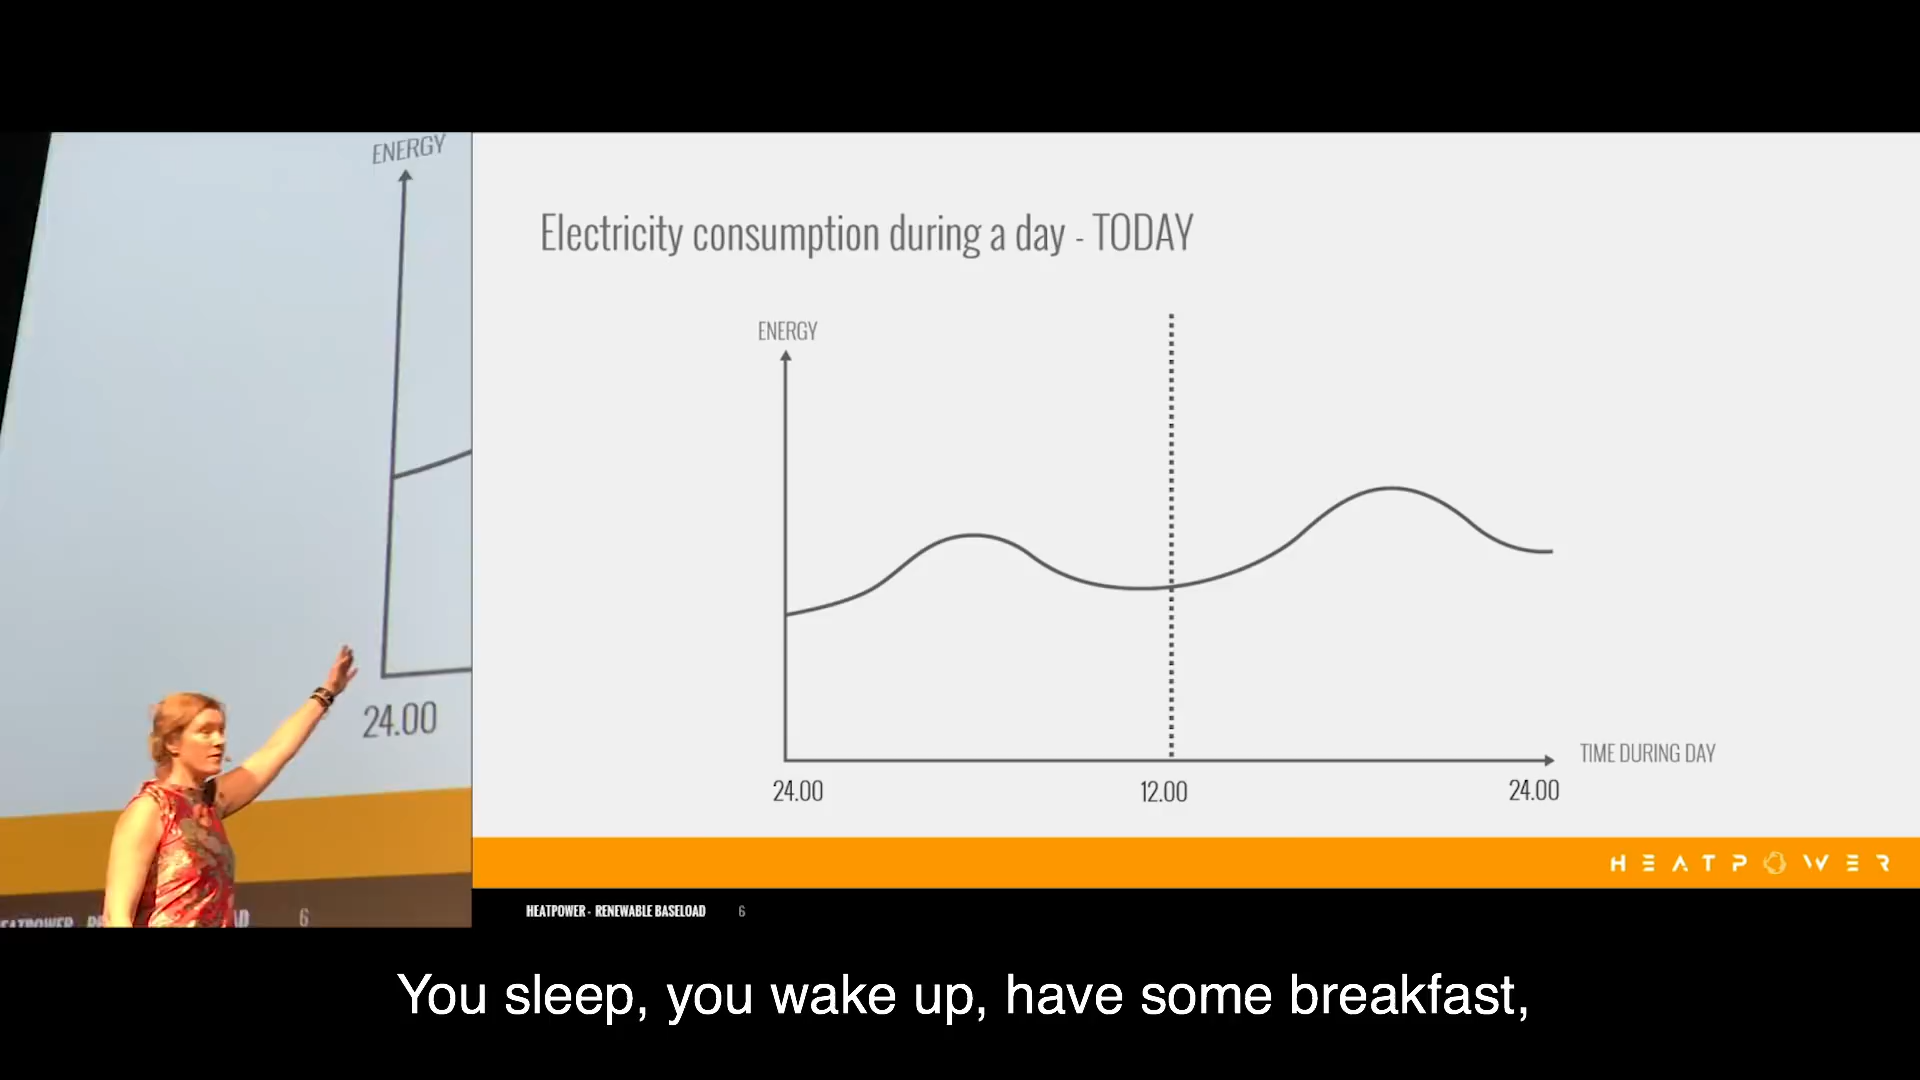 ENERGY
24.00
6
Electricity consumption during a day - TODAY
ENERGY
TIME DURING DAY
24.00
12.00
24.00
HEATPOWER
HEATPOWER - RENEWABLE BASELOAD 6
You sleep, you wake up, have some breakfast,